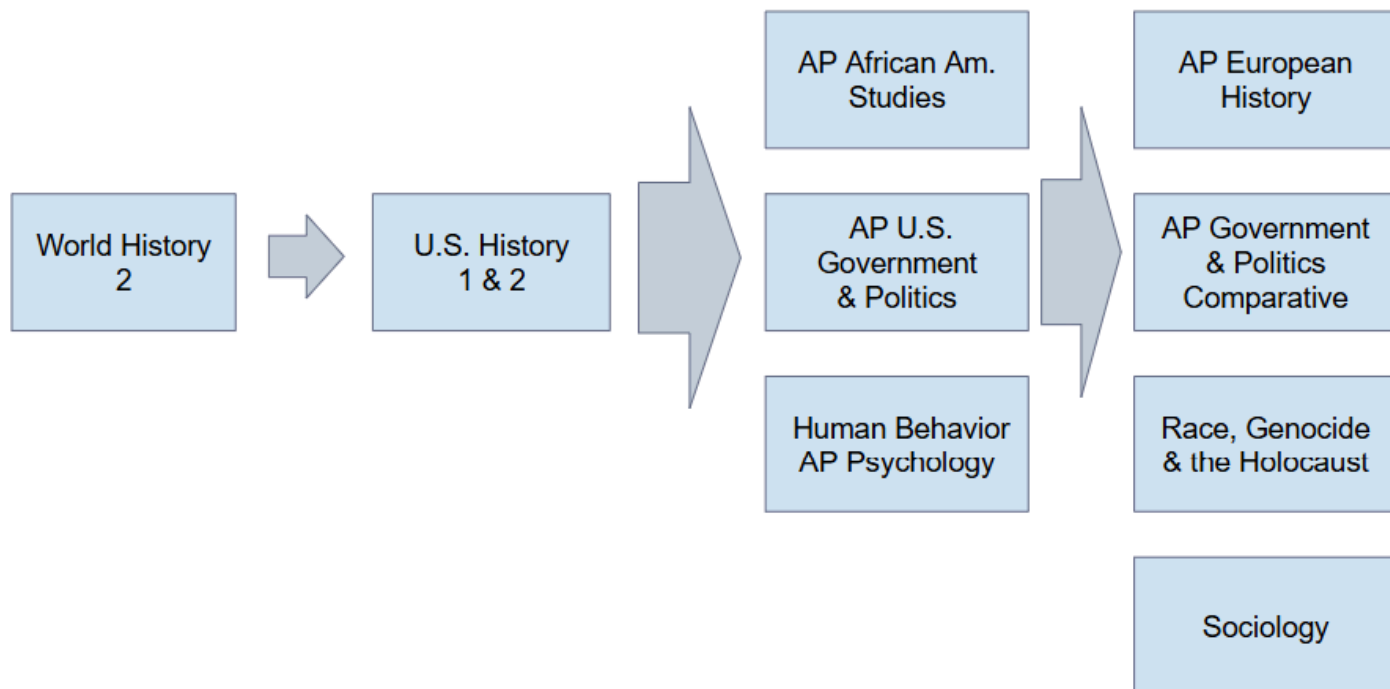 World History
2
U.S. History
1 & 2
AP African Am.
Studies
AP U.S.
Government
& Politics
Human Behavior
AP Psychology
AP European
History
AP Government
& Politics
Comparative
Race, Genocide
& the Holocaust
Sociology